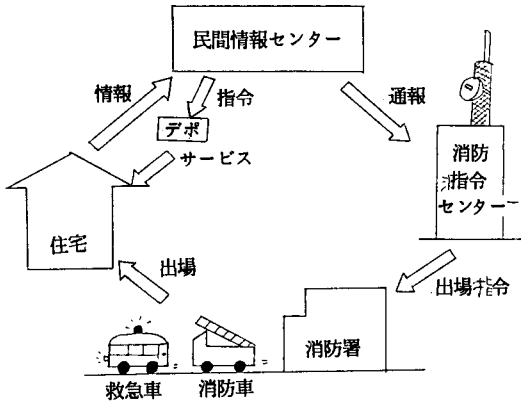 民間情報センター
情報
指令
通報
デポ
サービス
消防
指令
センター
住宅
出場
出場指令
消防署
救急車
消防車